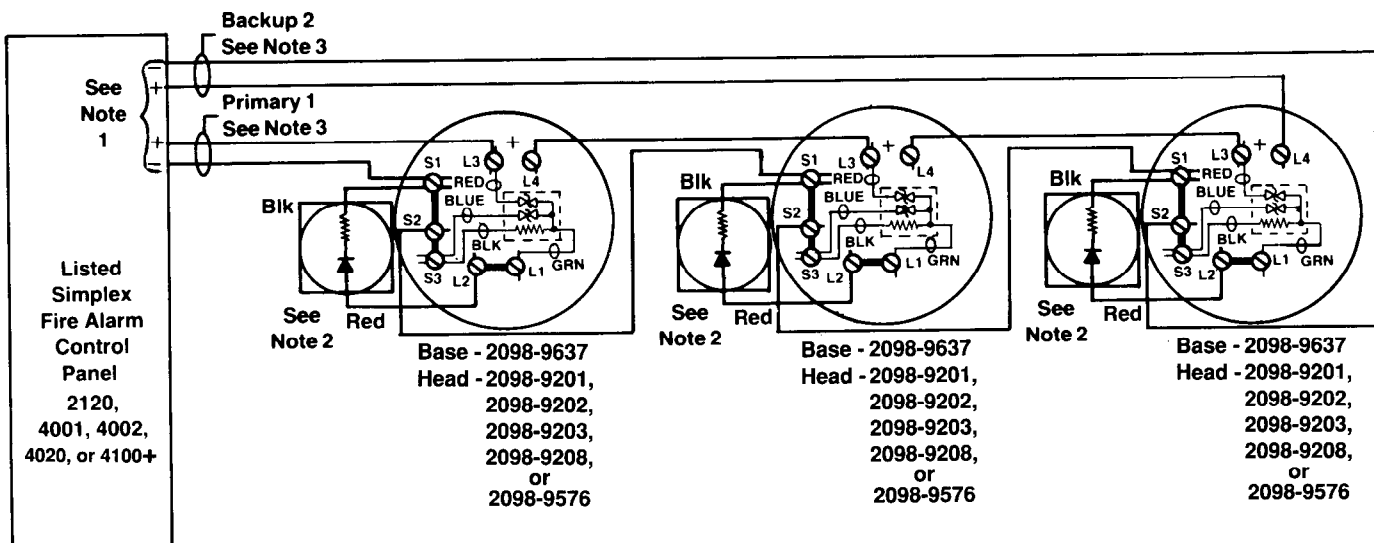 Backup 2
See Note 3
See
Note
1
−
+
Primary 1
See Note 3
+
−
Listed
Simplex
Fire Alarm
Control
Panel
2120,
4001, 4002,
4020, or 4100+
Blk
See
Note 2
Red
S1
S2
S3
L3
+
L4
RED
BLUE
BLK
GRN
L2
L1
Base - 2098-9637
Head - 2098-9201,
2098-9202,
2098-9203,
2098-9208,
or
2098-9576
Blk
See
Note 2
Red
S1
S2
S3
L3
+
L4
RED
BLUE
BLK
GRN
L2
L1
Base - 2098-9637
Head - 2098-9201,
2098-9202,
2098-9203,
2098-9208,
or
2098-9576
Blk
See
Note 2
Red
S1
S2
S3
L3
+
L4
RED
BLUE
BLK
GRN
L2
L1
Base - 2098-9637
Head - 2098-9201,
2098-9202,
2098-9203,
2098-9208,
or
2098-9576